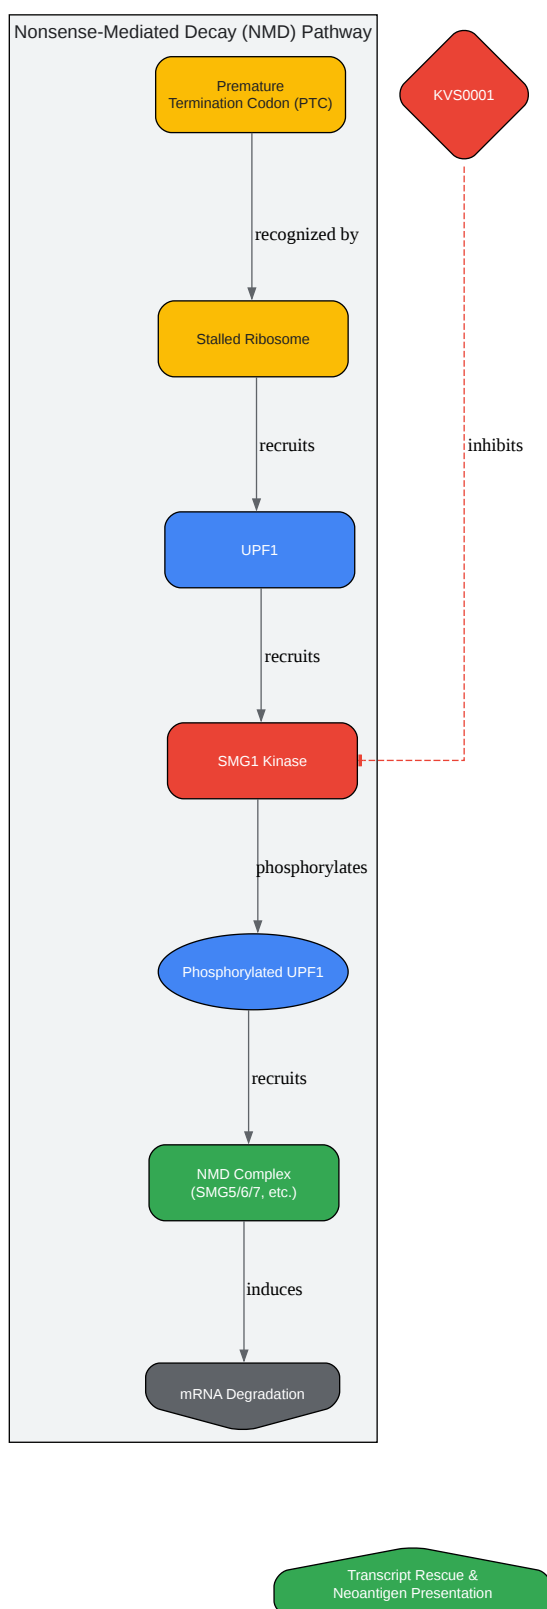 Nonsense-Mediated Decay (NMD) Pathway
Premature
Termination Codon (PTC)
KVS0001
recognized by
Stalled Ribosome
recruits
inhibits
UPF1
recruits
SMG1 Kinase
phosphorylates
Phosphorylated UPF1
recruits
NMD Complex
(SMG5/6/7, etc.)
induces
mRNA Degradation
Transcript Rescue &
Neoantigen Presentation